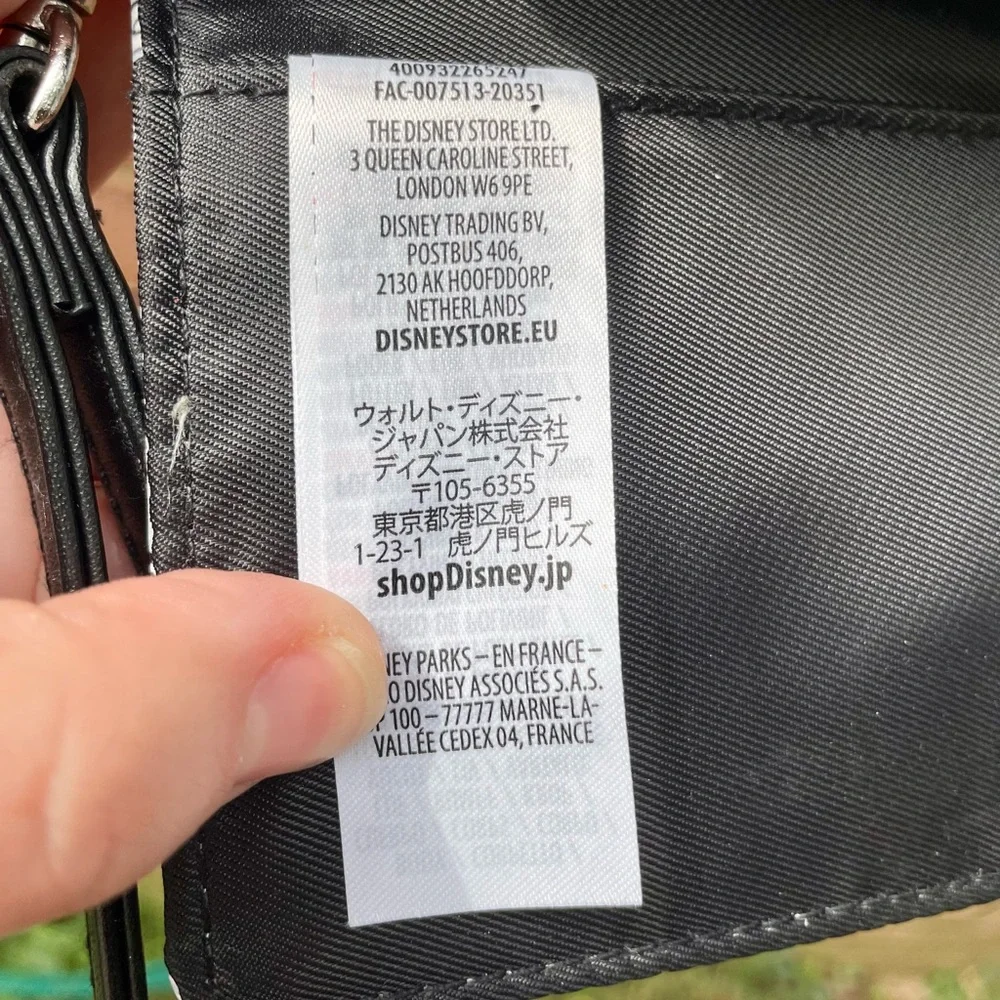 400932265247
FAC-007513-20351
THE DISNEY STORE LTD.
3 QUEEN CAROLINE STREET,
LONDON W6 9PE
DISNEY TRADING BV,
POSTBUS 406,
2130 AK HOOFDDORP,
NETHERLANDS
DISNEYSTORE.EU
ウォルト・ディズニー・
ジャパン株式会社
ディズニー・ストア
〒105-6355
東京都港区虎ノ門
1-23-1 虎ノ門ヒルズ
shopDisney.jp
NEY PARKS – EN FRANCE –
O DISNEY ASSOCIÉS S.A.S.
P 100 – 77777 MARNE-LA-
VALLÉE CEDEX 04, FRANCE